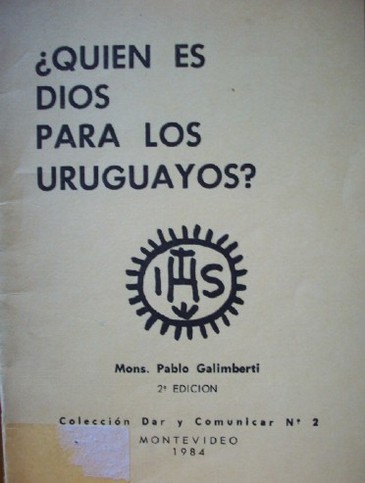 ¿QUIEN ES
DIOS
PARA LOS
URUGUAYOS?
IHS
Mons. Pablo Galimberti
2ª EDICION
Colección Dar y Comunicar Nº 2
MONTEVIDEO
1984